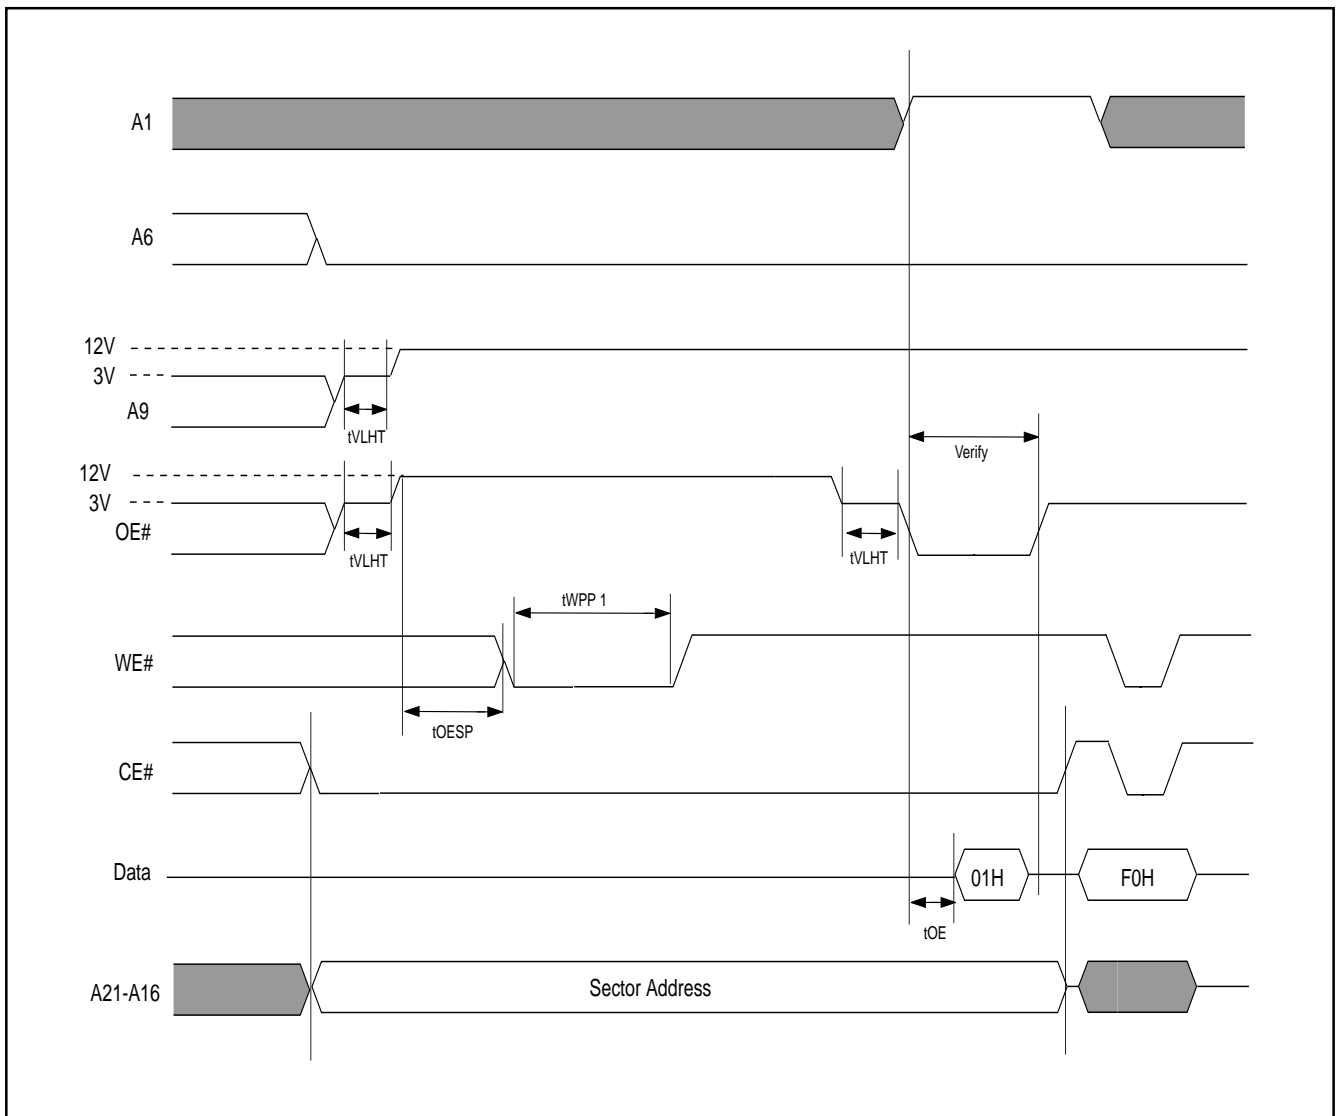 A1
A6
12V
3V
A9
tVLHT
Verify
12V
3V
OE#
tVLHT
tVLHT
tWPP 1
WE#
tOESP
CE#
Data
01H
F0H
tOE
A21-A16
Sector Address